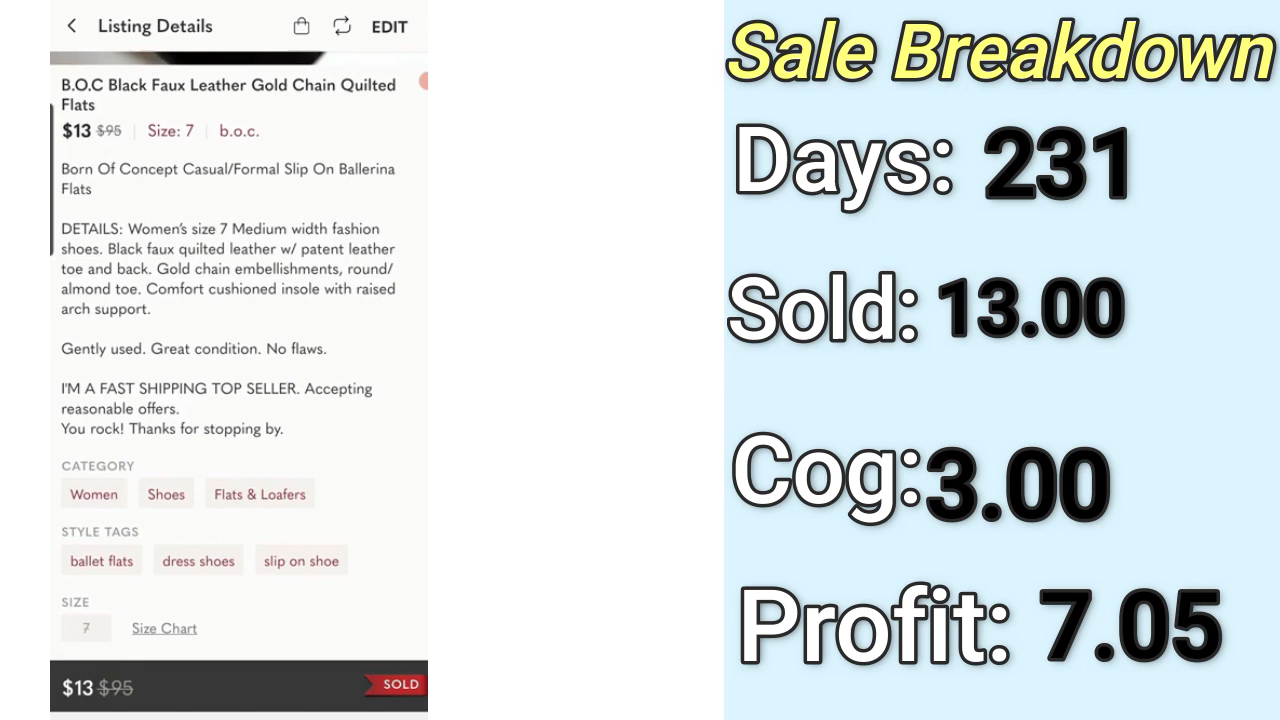 Listing Details
EDIT
B.O.C Black Faux Leather Gold Chain Quilted
Flats
$13 $95 | Size: 7 | b.o.c.
Born Of Concept Casual/Formal Slip On Ballerina
Flats
DETAILS: Women's size 7 Medium width fashion
shoes. Black faux quilted leather w/ patent leather
toe and back. Gold chain embellishments, round/
almond toe. Comfort cushioned insole with raised
arch support.
Gently used. Great condition. No flaws.
I'M A FAST SHIPPING TOP SELLER. Accepting
reasonable offers.
You rock! Thanks for stopping by.
CATEGORY
Women Shoes Flats & Loafers
STYLE TAGS
ballet flats dress shoes slip on shoe
SIZE
7 Size Chart
$13 $95 SOLD
Sale Breakdown
Days: 231
Sold: 13.00
Cog: 3.00
Profit: 7.05